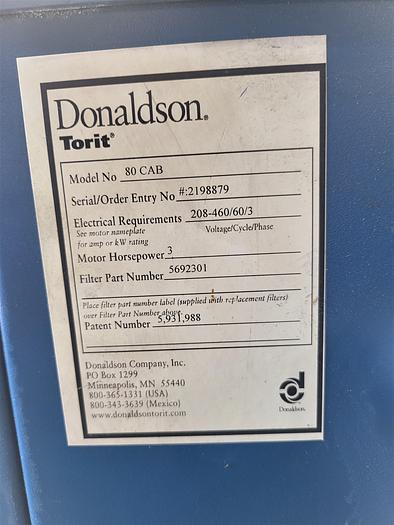 Donaldson®
Torit®
Model No 80 CAB
Serial/Order Entry No #:2198879
Electrical Requirements 208-460/60/3
See motor nameplate Voltage/Cycle/Phase
for amp or kW rating
Motor Horsepower 3
Filter Part Number 5692301
Place filter part number label (supplied with replacement filters)
over Filter Part Number above.
Patent Number 5,931,988
Donaldson Company, Inc.
PO Box 1299
Minneapolis, MN 55440
800-365-1331 (USA)
800-343-3639 (Mexico)
www.donaldsontorit.com
Donaldson.